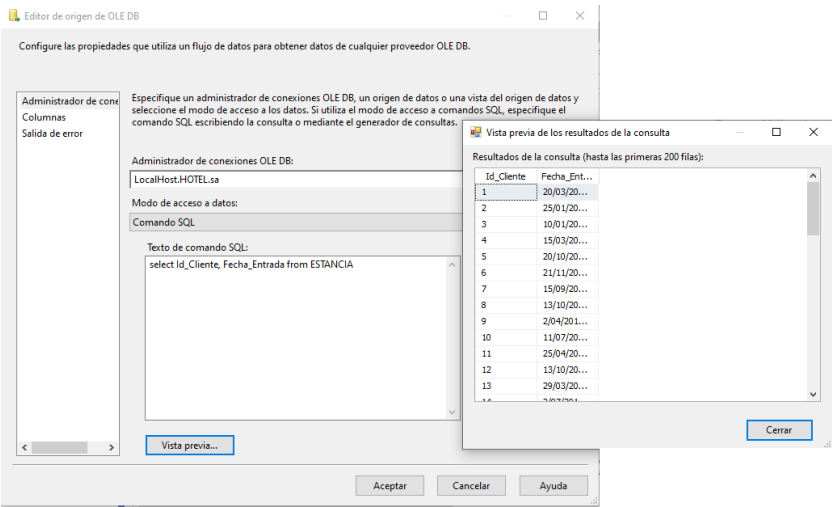 Editor de origen de OLE DB
Configure las propiedades que utiliza un flujo de datos para obtener datos de cualquier proveedor OLE DB.
Administrador de cone
Columnas
Salida de error
Especifique un administrador de conexiones OLE DB, un origen de datos o una vista del origen de datos y
seleccione el modo de acceso a los datos. Si utiliza el modo de acceso a comandos SQL, especifique el
comando SQL escribiendo la consulta o mediante el generador de consultas.
Administrador de conexiones OLE DB:
LocalHost.HOTEL.sa
Modo de acceso a datos:
Comando SQL
Texto de comando SQL:
select Id_Cliente, Fecha_Entrada from ESTANCIA
Vista previa...
Aceptar Cancelar Ayuda
Vista previa de los resultados de la consulta
Resultados de la consulta (hasta las primeras 200 filas):
Id_Cliente Fecha_Ent...
1 20/03/20...
2 25/01/20...
3 10/01/20...
4 15/03/20...
5 20/10/20...
6 21/11/20...
7 15/09/20...
8 13/10/20...
9 2/04/201...
10 11/07/20...
11 25/04/20...
12 13/10/20...
13 29/03/20...
Cerrar